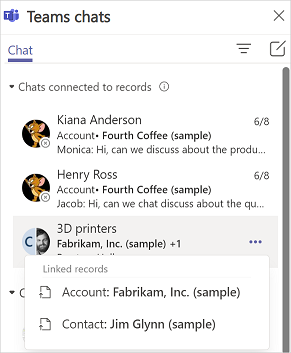 Teams chats
Chat
Chats connected to records
Kiana Anderson
6/8
Account• Fourth Coffee (sample)
Monica: Hi, can we discuss about the produ...
Henry Ross
6/8
Account• Fourth Coffee (sample)
Jacob: Hi, can we chat discuss about the qu...
C
3D printers
Fabrikam, Inc. (sample) +1
Linked records
Account: Fabrikam, Inc. (sample)
Contact: Jim Glynn (sample)